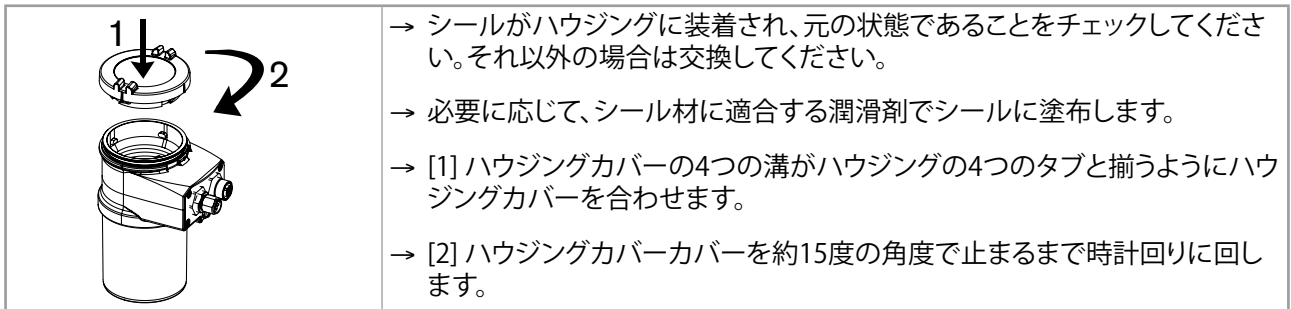 1
2
→ シールがハウジングに装着され、元の状態であることをチェックしてくださ
い。それ以外の場合は交換してください。
→ 必要に応じて、シール材に適合する潤滑剤でシールに塗布します。
→ [1] ハウジングカバーの4つの溝がハウジングの4つのタブと揃うようにハウ
ジングカバーを合わせます。
→ [2] ハウジングカバーカバーを約15度の角度で止まるまで時計回りに回し
ます。